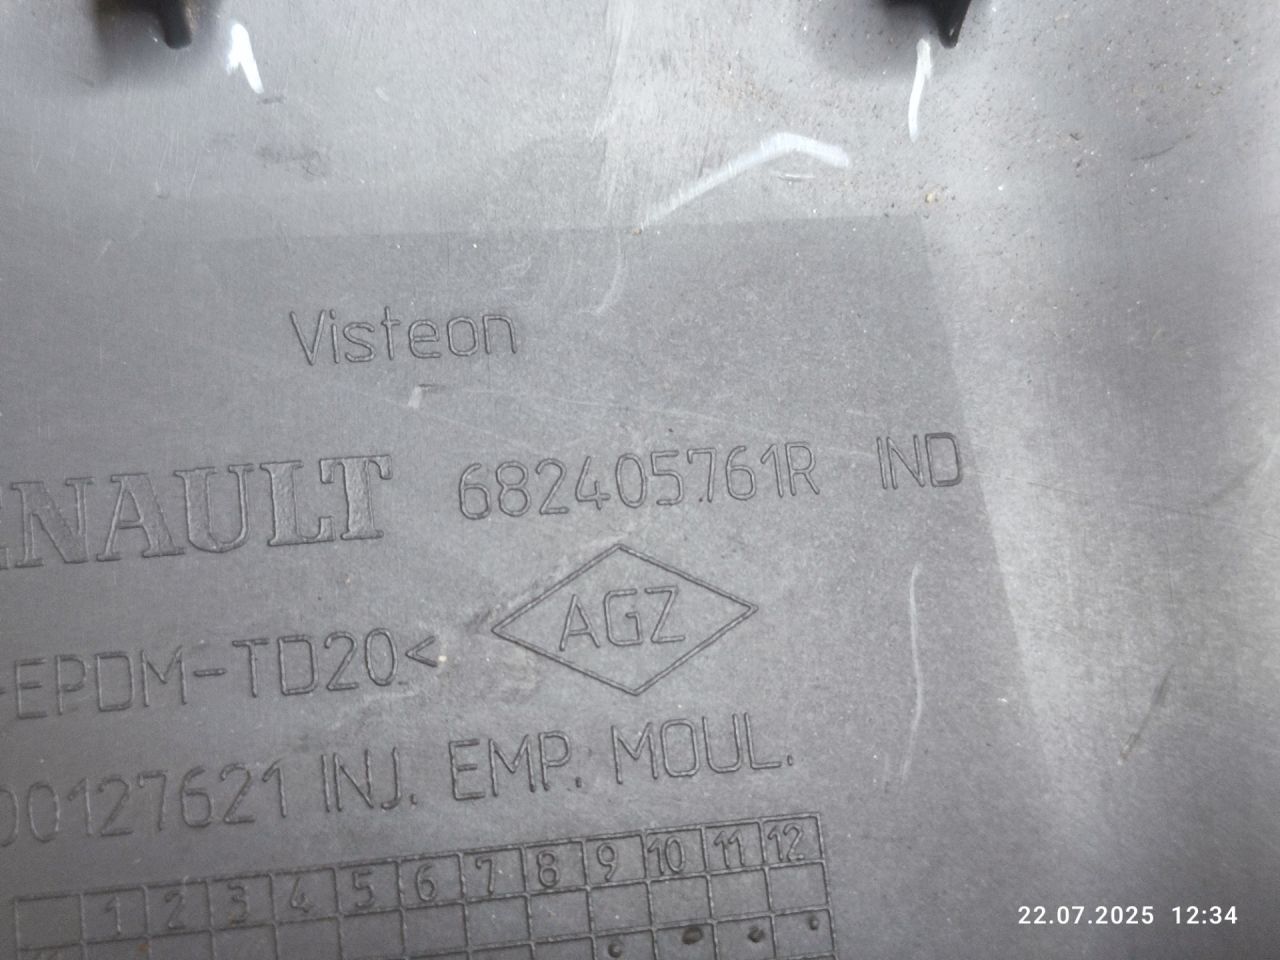 Visteon
RENAULT 682405761R IND
EPDM-TD20<
AGZ
00127621 INJ. EMP. MOUL.
1 2 3 4 5 6 7 8 9 10 11 12
22.07.2025 12:34